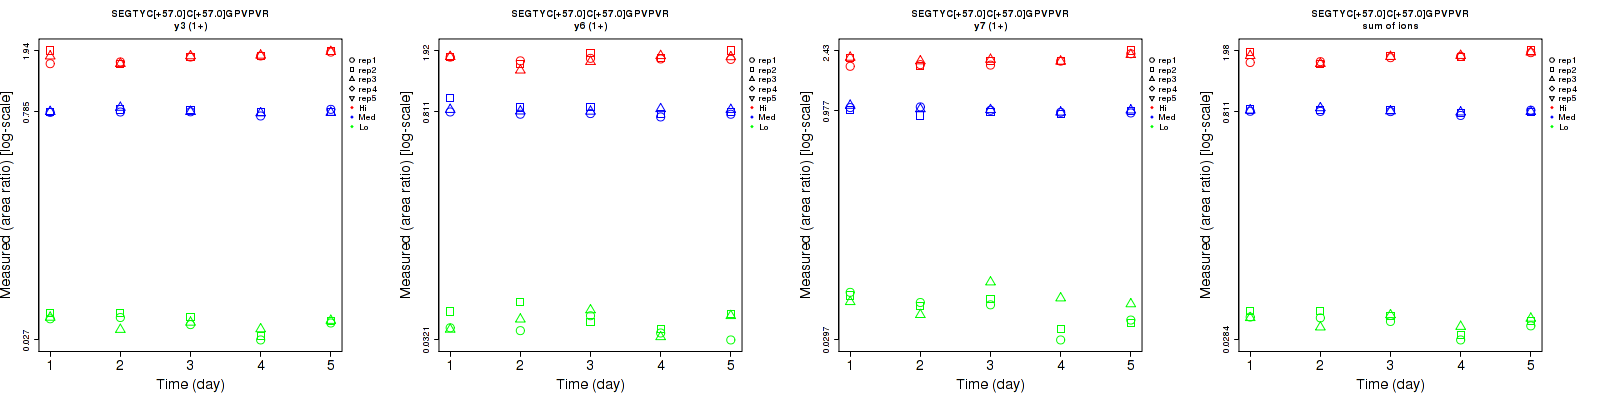 SEGTYC[+57.0]C[+57.0]GPVPVR
y3 (1+)
Measured (area ratio) [log-scale]
1.94
0.785
0.027
1 2 3 4 5
Time (day)
rep1
rep2
rep3
rep4
rep5
Hi
Med
Lo
SEGTYC[+57.0]C[+57.0]GPVPVR
y6 (1+)
Measured (area ratio) [log-scale]
1.92
0.811
0.0321
1 2 3 4 5
Time (day)
rep1
rep2
rep3
rep4
rep5
Hi
Med
Lo
SEGTYC[+57.0]C[+57.0]GPVPVR
y7 (1+)
Measured (area ratio) [log-scale]
2.43
0.977
0.0297
1 2 3 4 5
Time (day)
rep1
rep2
rep3
rep4
rep5
Hi
Med
Lo
SEGTYC[+57.0]C[+57.0]GPVPVR
sum of ions
Measured (area ratio) [log-scale]
1.98
0.811
0.0284
1 2 3 4 5
Time (day)
rep1
rep2
rep3
rep4
rep5
Hi
Med
Lo